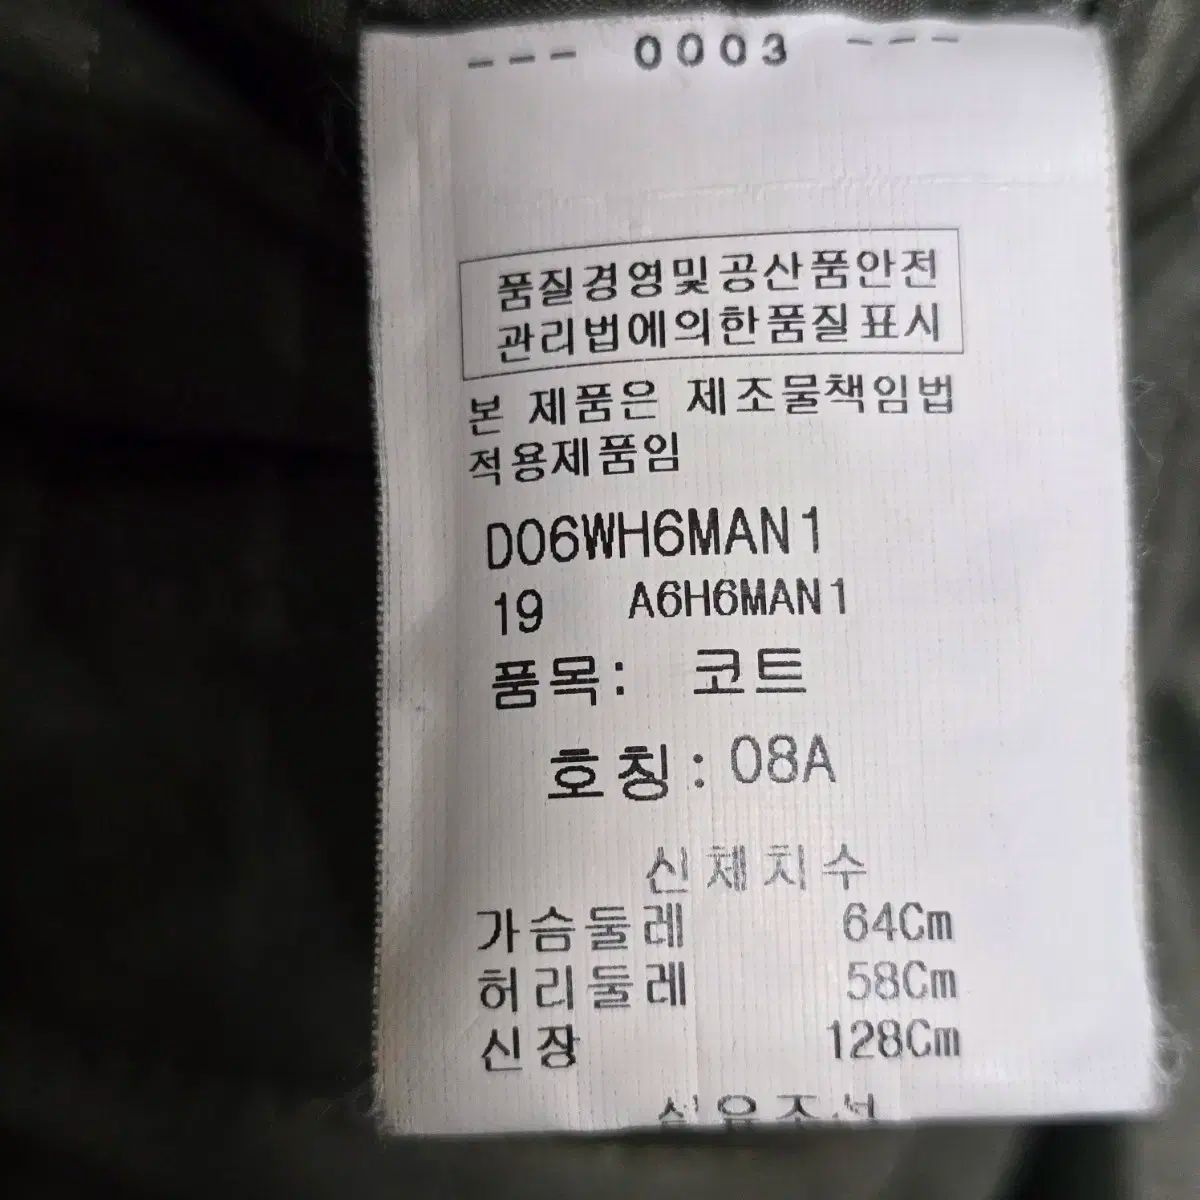 --- 0003 ---
품질경영및공산품안전
관리법에의한품질표시
본 제품은 제조물책임법
적용제품임
D06WH6MAN1
19 A6H6MAN1
품목: 코트
호칭: 08A
신체치수
가슴둘레 64Cm
허리둘레 58Cm
신장 128Cm